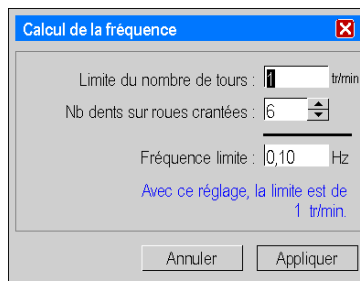 Calcul de la fréquence
Limite du nombre de tours : 1 tr/min
Nb dents sur roues crantées : 6
Fréquence limite : 0,10 Hz
Avec ce réglage, la limite est de
1 tr/min.
Annuler Appliquer